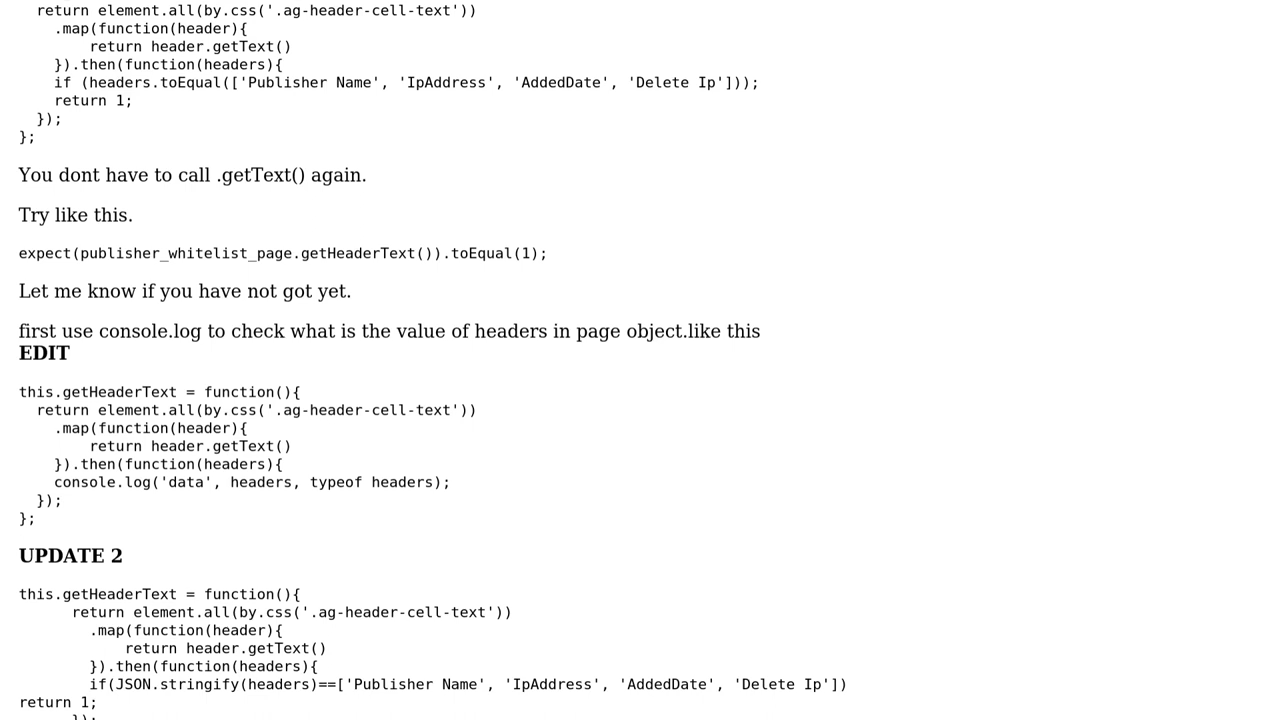 return element.all(by.css('.ag-header-cell-text'))
.map(function(header){
return header.getText()
}).then(function(headers){
if (headers.toEqual(['Publisher Name', 'IpAddress', 'AddedDate', 'Delete Ip']));
return 1;
});
};
You dont have to call .getText() again.
Try like this.
expect(publisher_whitelist_page.getHeaderText()).toEqual(1);
Let me know if you have not got yet.
first use console.log to check what is the value of headers in page object.like this
EDIT
this.getHeaderText = function(){
return element.all(by.css('.ag-header-cell-text'))
.map(function(header){
return header.getText()
}).then(function(headers){
console.log('data', headers, typeof headers);
});
};
UPDATE 2
this.getHeaderText = function(){
return element.all(by.css('.ag-header-cell-text'))
.map(function(header){
return header.getText()
}).then(function(headers){
if(JSON.stringify(headers)==['Publisher Name', 'IpAddress', 'AddedDate', 'Delete Ip'])
return 1;
});